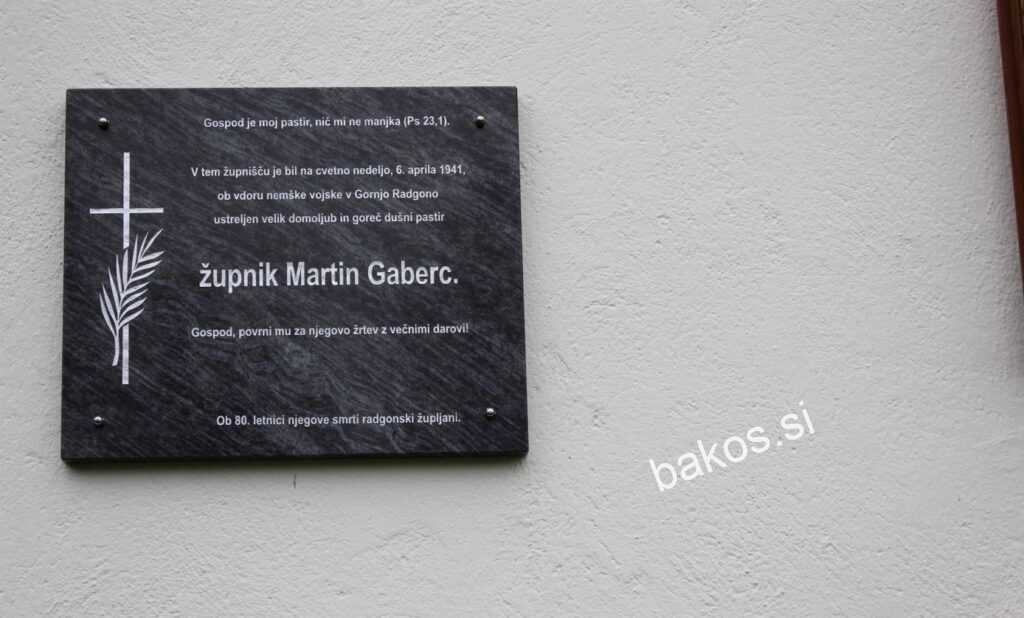 Gospod je moj pastir, nič mi ne manjka (Ps 23,1).
V tem župnišču je bil na cvetno nedeljo, 6. aprila 1941,
ob vdoru nemške vojske v Gornjo Radgono
ustreljen velik domoljub in goreč dušni pastir
župnik Martin Gaberc.
Gospod, povrni mu za njegovo žrtev z večnimi darovi!
Ob 80. letnici njegove smrti radgonski župljani.
bakos.si